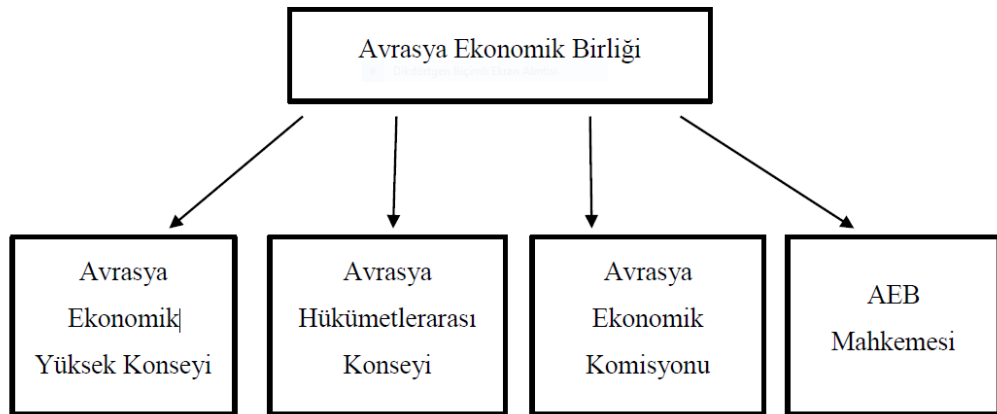 Avrasya Ekonomik Birliği
Avrasya
Ekonomik
Yüksek Konseyi
Avrasya
Hükümetlerarası
Konseyi
Avrasya
Ekonomik
Komisyonu
AEB
Mahkemesi